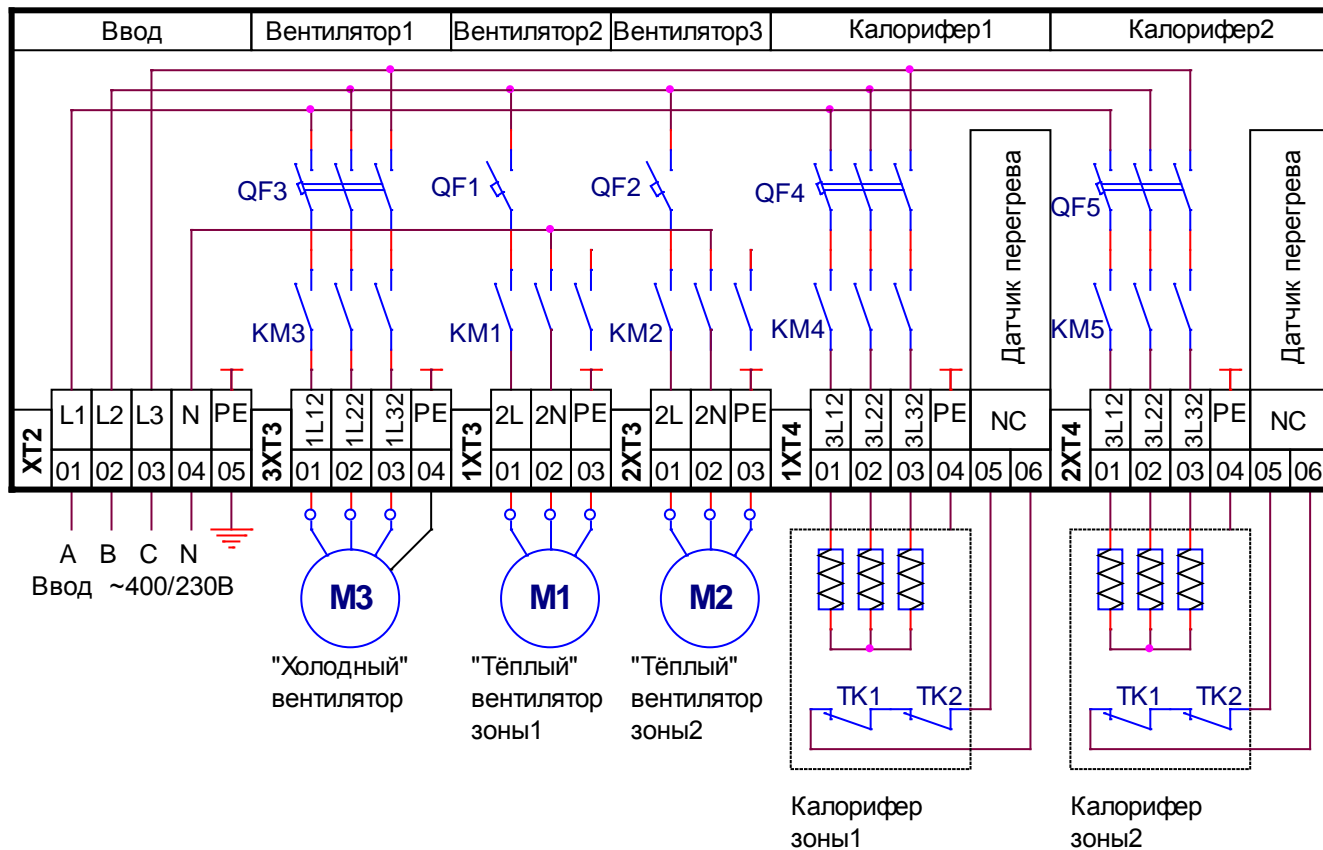 Ввод Вентилятор1 Вентилятор2 Вентилятор3 Калорифер1 Калорифер2
QF3 QF1 QF2 QF4 Датчик перегрева QF5 Датчик перегрева
KM3 KM1 KM2 KM4 KM5
XT2 L1 L2 L3 N PE 3XT3 1L12 1L22 1L32 PE 1XT3 2L 2N PE 2XT3 2L 2N PE 1XT4 3L12 3L22 3L32 PE NC 2XT4 3L12 3L22 3L32 PE NC
01 02 03 04 05 01 02 03 04 01 02 03 01 02 03 01 02 03 04 05 06 01 02 03 04 05 06
A B C N
Ввод ~400/230В
M3 M1 M2
"Холодный" "Тёплый" "Тёплый"
вентилятор вентилятор вентилятор
зоны1 зоны2
TK1 TK2 TK1 TK2
Калорифер Калорифер
зоны1 зоны2